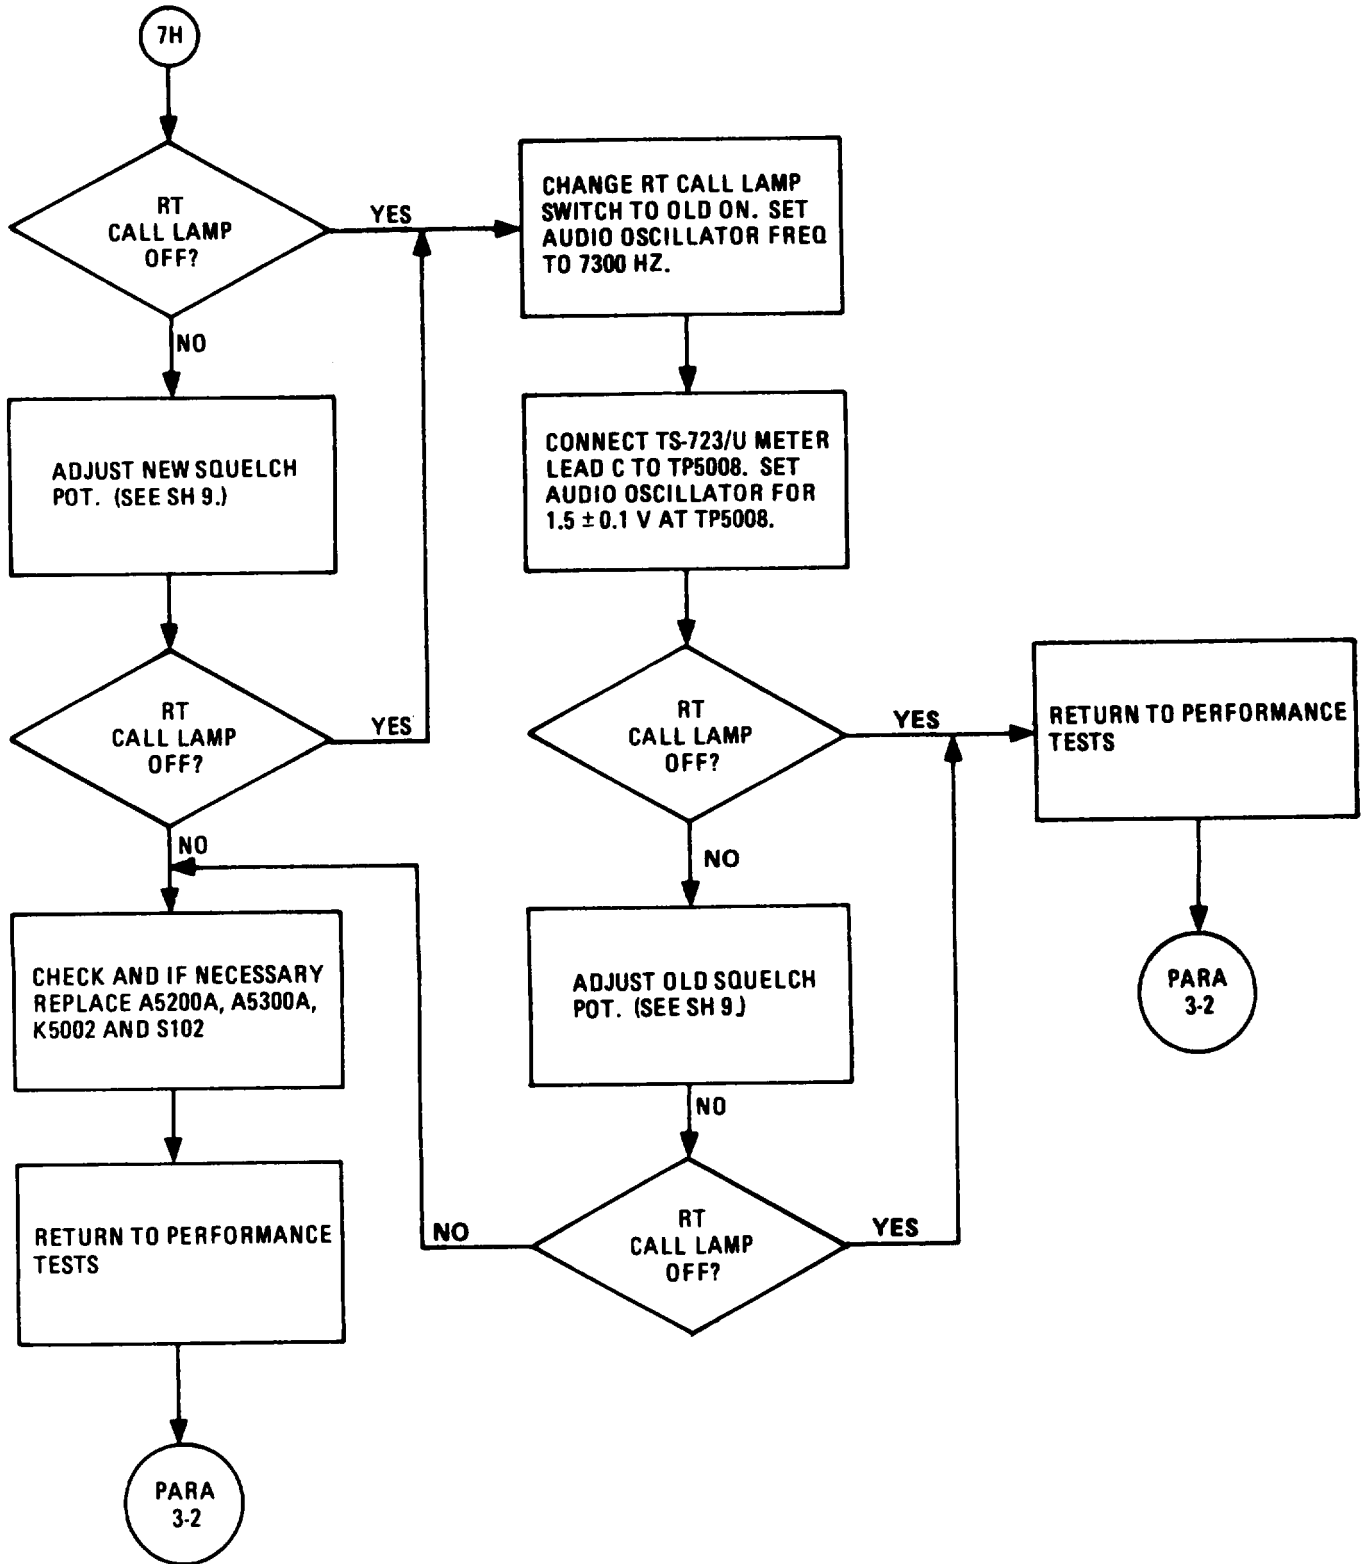 7H
RT
CALL LAMP
OFF?
YES
NO
ADJUST NEW SQUELCH
POT. (SEE SH 9.)
RT
CALL LAMP
OFF?
YES
NO
CHECK AND IF NECESSARY
REPLACE A5200A, A5300A,
K5002 AND S102
RETURN TO PERFORMANCE
TESTS
PARA
3-2
CHANGE RT CALL LAMP
SWITCH TO OLD ON. SET
AUDIO OSCILLATOR FREQ
TO 7300 HZ.
CONNECT TS-723/U METER
LEAD C TO TP5008. SET
AUDIO OSCILLATOR FOR
1.5 ± 0.1 V AT TP5008.
RT
CALL LAMP
OFF?
YES
NO
ADJUST OLD SQUELCH
POT. (SEE SH 9.)
NO
RT
CALL LAMP
OFF?
NO
YES
RETURN TO PERFORMANCE
TESTS
PARA
3-2